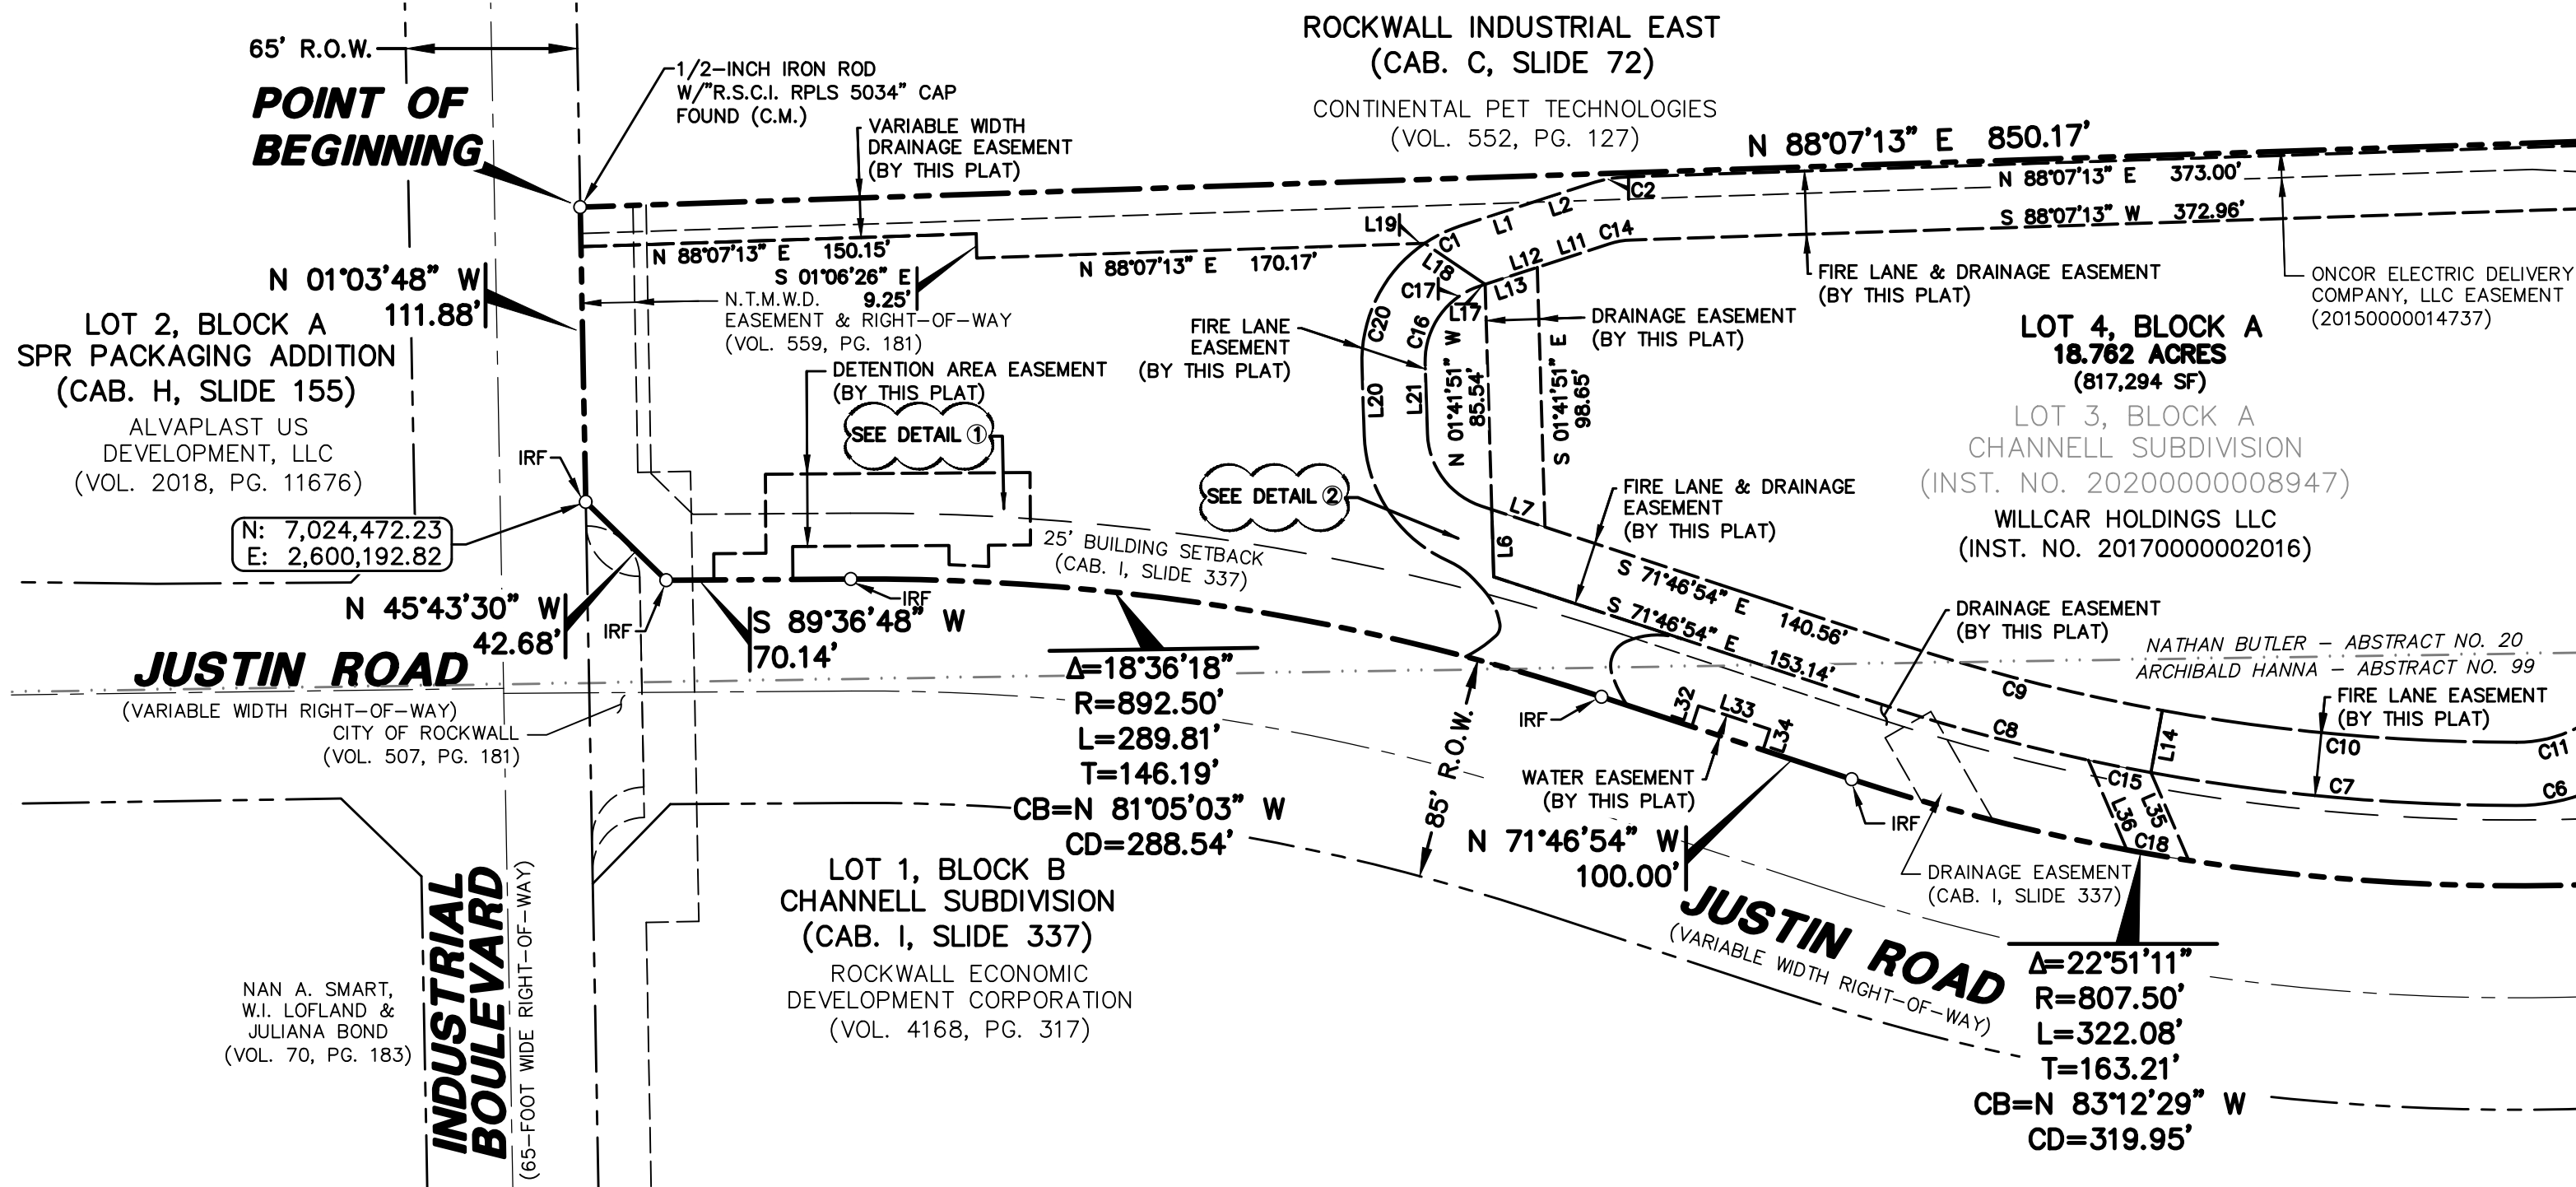 65' R.O.W.
POINT OF
BEGINNING
1/2-INCH IRON ROD
W/"R.S.C.I. RPLS 5034" CAP
FOUND (C.M.)
VARIABLE WIDTH
DRAINAGE EASEMENT
(BY THIS PLAT)
ROCKWALL INDUSTRIAL EAST
(CAB. C, SLIDE 72)
CONTINENTAL PET TECHNOLOGIES
(VOL. 552, PG. 127)
N 88°07'13" E 850.17'
N 88°07'13" E 373.00'
S 88°07'13" W 372.96'
C2
L2
L1
C1
L19
L18
C14
L11
L12
L13
C17
L17
C16
C20
L20
L21
N 88°07'13" E 150.15'
S 01°06'26" E
9.25'
N 88°07'13" E 170.17'
N 01°03'48" W
111.88'
N.T.M.W.D.
EASEMENT & RIGHT-OF-WAY
(VOL. 559, PG. 181)
LOT 2, BLOCK A
SPR PACKAGING ADDITION
(CAB. H, SLIDE 155)
ALVAPLAST US
DEVELOPMENT, LLC
(VOL. 2018, PG. 11676)
DETENTION AREA EASEMENT
(BY THIS PLAT)
SEE DETAIL 1
FIRE LANE
EASEMENT
(BY THIS PLAT)
N 01°41'51" W
85.54'
S 01°41'51" E
98.65'
DRAINAGE EASEMENT
(BY THIS PLAT)
FIRE LANE & DRAINAGE EASEMENT
(BY THIS PLAT)
ONCOR ELECTRIC DELIVERY
COMPANY, LLC EASEMENT
(20150000014737)
LOT 4, BLOCK A
18.762 ACRES
(817,294 SF)
LOT 3, BLOCK A
CHANNELL SUBDIVISION
(INST. NO. 20200000008947)
WILLCAR HOLDINGS LLC
(INST. NO. 20170000002016)
SEE DETAIL 2
FIRE LANE & DRAINAGE
EASEMENT
(BY THIS PLAT)
L7
L6
IRF
N: 7,024,472.23
E: 2,600,192.82
25' BUILDING SETBACK
(CAB. I, SLIDE 337)
IRF
N 45°43'30" W
42.68'
IRF
S 89°36'48" W
70.14'
S 71°46'54" E 140.56'
S 71°46'54" E 153.14'
DRAINAGE EASEMENT
(BY THIS PLAT)
NATHAN BUTLER - ABSTRACT NO. 20
ARCHIBALD HANNA - ABSTRACT NO. 99
FIRE LANE EASEMENT
(BY THIS PLAT)
C9
C8
C10
C11
L14
C15
C7
C6
L36
L35
C18
JUSTIN ROAD
(VARIABLE WIDTH RIGHT-OF-WAY)
CITY OF ROCKWALL
(VOL. 507, PG. 181)
Δ=18°36'18"
R=892.50'
L=289.81'
T=146.19'
CB=N 81°05'03" W
CD=288.54'
85' R.O.W.
IRF
L32
L33
L34
WATER EASEMENT
(BY THIS PLAT)
N 71°46'54" W
100.00'
IRF
DRAINAGE EASEMENT
(CAB. I, SLIDE 337)
JUSTIN ROAD
(VARIABLE WIDTH RIGHT-OF-WAY)
Δ=22°51'11"
R=807.50'
L=322.08'
T=163.21'
CB=N 83°12'29" W
CD=319.95'
LOT 1, BLOCK B
CHANNELL SUBDIVISION
(CAB. I, SLIDE 337)
ROCKWALL ECONOMIC
DEVELOPMENT CORPORATION
(VOL. 4168, PG. 317)
INDUSTRIAL
BOULEVARD
(65-FOOT WIDE RIGHT-OF-WAY)
NAN A. SMART,
W.I. LOFLAND &
JULIANA BOND
(VOL. 70, PG. 183)